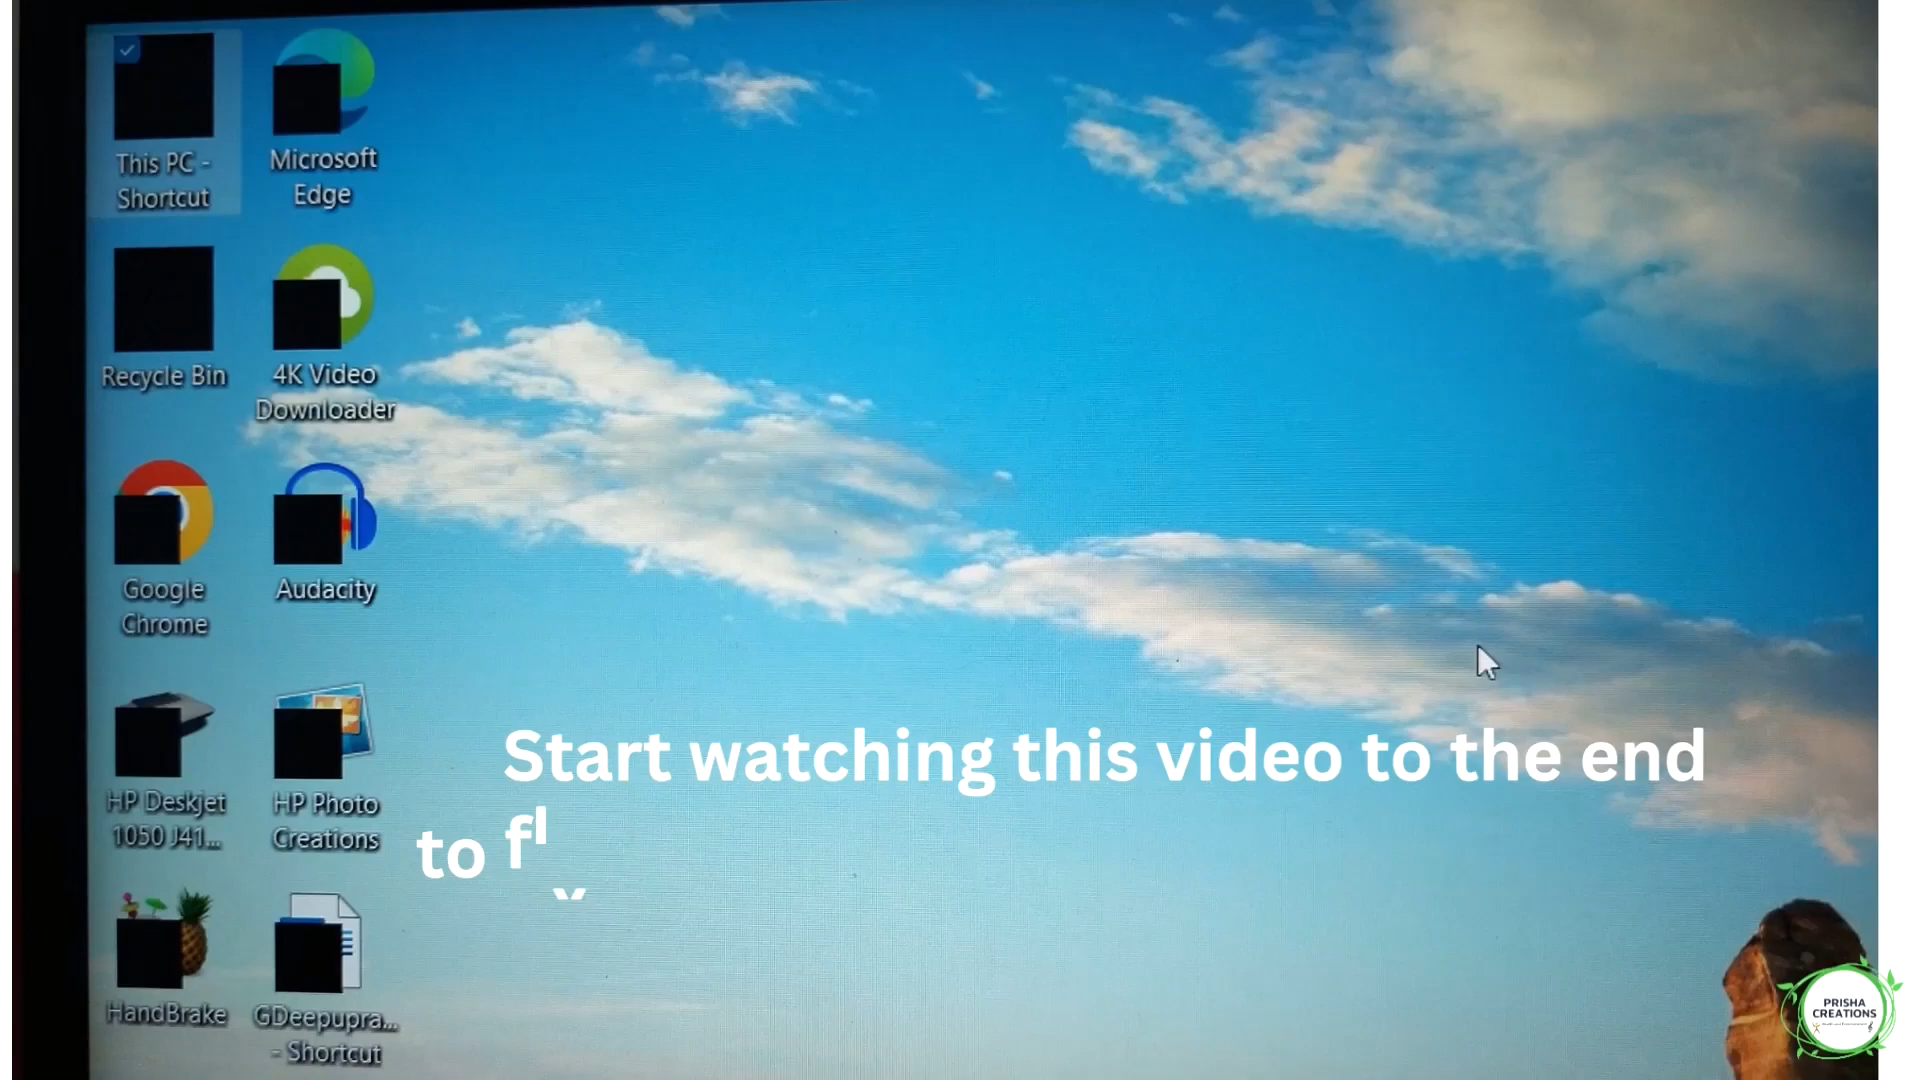 This PC -
Shortcut
Microsoft
Edge
Recycle Bin
4K Video
Downloader
Google
Chrome
Audacity
HP Deskjet
1050 J41...
HP Photo
Creations
HandBrake
GDeepupra...
- Shortcut
Start watching this video to the end
to
PRISHA
CREATIONS